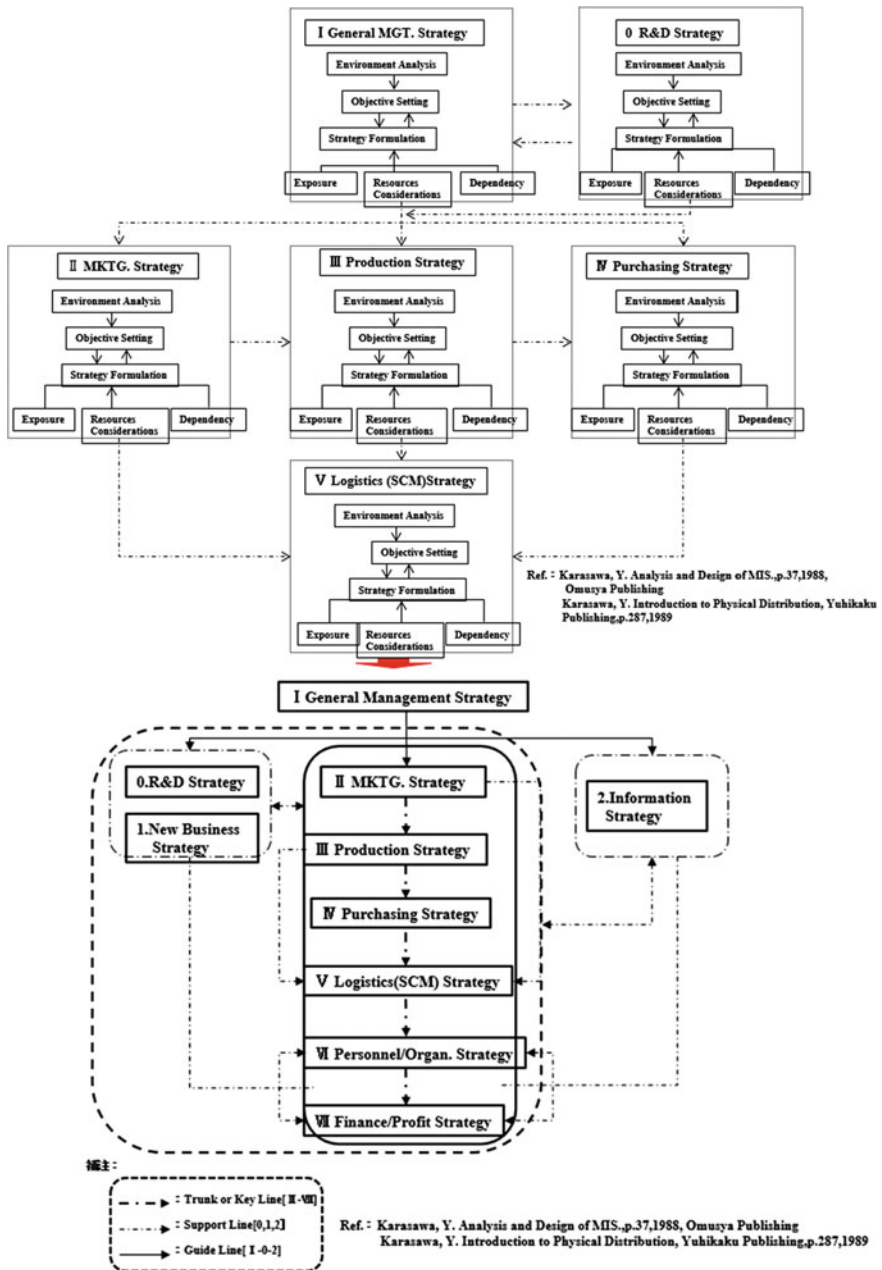 Ⅰ General MGT. Strategy
Environment Analysis
Objective Setting
Strategy Formulation
Exposure
Resources
Considerations
Dependency
0 R&D Strategy
Environment Analysis
Objective Setting
Strategy Formulation
Exposure
Resources
Considerations
Dependency
Ⅱ MKTG. Strategy
Environment Analysis
Objective Setting
Strategy Formulation
Exposure
Resources
Considerations
Dependency
Ⅲ Production Strategy
Environment Analysis
Objective Setting
Strategy Formulation
Exposure
Resources
Considerations
Dependency
Ⅳ Purchasing Strategy
Environment Analysis
Objective Setting
Strategy Formulation
Exposure
Resources
Considerations
Dependency
Ⅴ Logistics (SCM)Strategy
Environment Analysis
Objective Setting
Strategy Formulation
Exposure
Resources
Considerations
Dependency
Ref.：Karasawa, Y. Analysis and Design of MIS.,p.37,1988,
Omusya Publishing
Karasawa, Y. Introduction to Physical Distribution, Yuhikaku
Publishing,p.287,1989
Ⅰ General Management Strategy
0.R&D Strategy
1.New Business
Strategy
Ⅱ MKTG. Strategy
Ⅲ Production Strategy
Ⅳ Purchasing Strategy
Ⅴ Logistics(SCM) Strategy
Ⅵ Personnel/Organ. Strategy
Ⅶ Finance/Profit Strategy
2.Information
Strategy
：Trunk or Key Line[Ⅱ-Ⅶ]
：Support Line[0,1,2]
：Guide Line[Ⅰ-0-2]
Ref.：Karasawa, Y. Analysis and Design of MIS.,p.37,1988, Omusya Publishing
Karasawa, Y. Introduction to Physical Distribution, Yuhikaku Publishing,p.287,1989